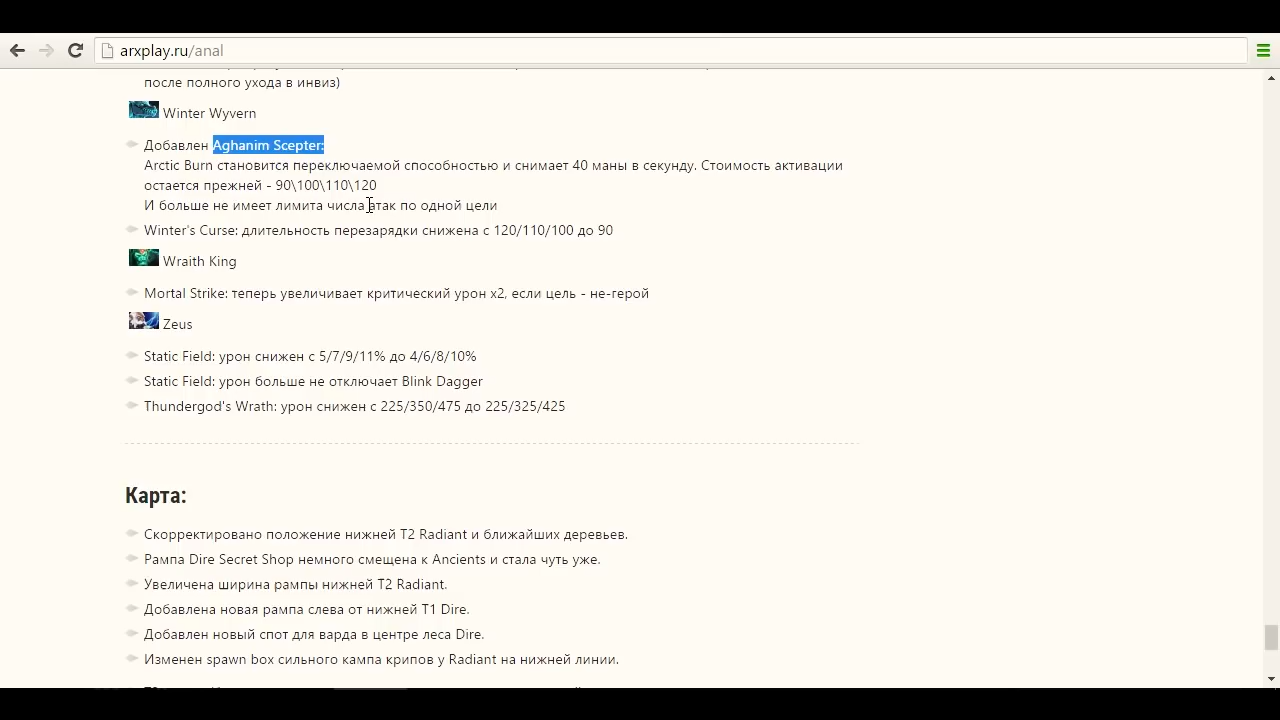 arxplay.ru/anal
после полного ухода в инвиз)
Winter Wyvern
Добавлен Aghanim Scepter:
Arctic Burn становится переключаемой способностью и снимает 40 маны в секунду. Стоимость активации
остается прежней - 90\100\110\120
И больше не имеет лимита числа атак по одной цели
Winter's Curse: длительность перезарядки снижена с 120/110/100 до 90
Wraith King
Mortal Strike: теперь увеличивает критический урон x2, если цель - не-герой
Zeus
Static Field: урон снижен с 5/7/9/11% до 4/6/8/10%
Static Field: урон больше не отключает Blink Dagger
Thundergod's Wrath: урон снижен с 225/350/475 до 225/325/425
Карта:
Скорректировано положение нижней T2 Radiant и ближайших деревьев.
Рампа Dire Secret Shop немного смещена к Ancients и стала чуть уже.
Увеличена ширина рампы нижней T2 Radiant.
Добавлена новая рампа слева от нижней T1 Dire.
Добавлен новый спот для варда в центре леса Dire.
Изменен spawn box сильного кампа крипов у Radiant на нижней линии.